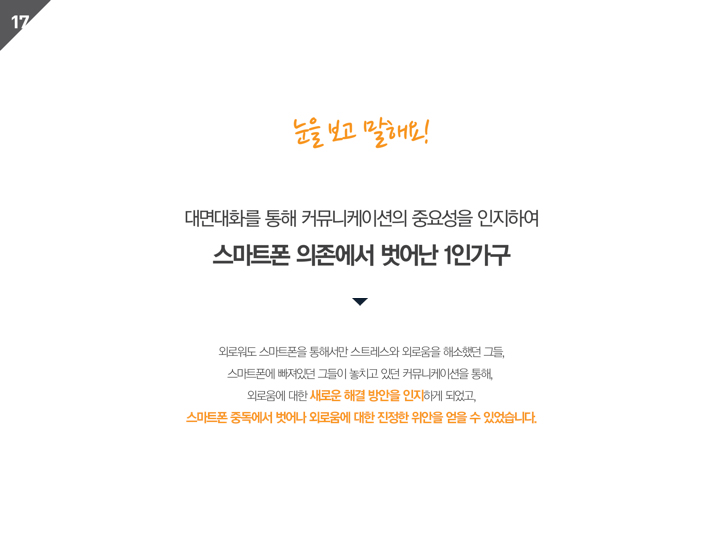 17
눈을 보고 말해요!
대면대화를 통해 커뮤니케이션의 중요성을 인지하여
스마트폰 의존에서 벗어난 1인가구
외로워도 스마트폰을 통해서만 스트레스와 외로움을 해소했던 그들,
스마트폰에 빠져있던 그들이 놓치고 있던 커뮤니케이션을 통해,
외로움에 대한 새로운 해결 방안을 인지하게 되었고,
스마트폰 중독에서 벗어나 외로움에 대한 진정한 위안을 얻을 수 있었습니다.